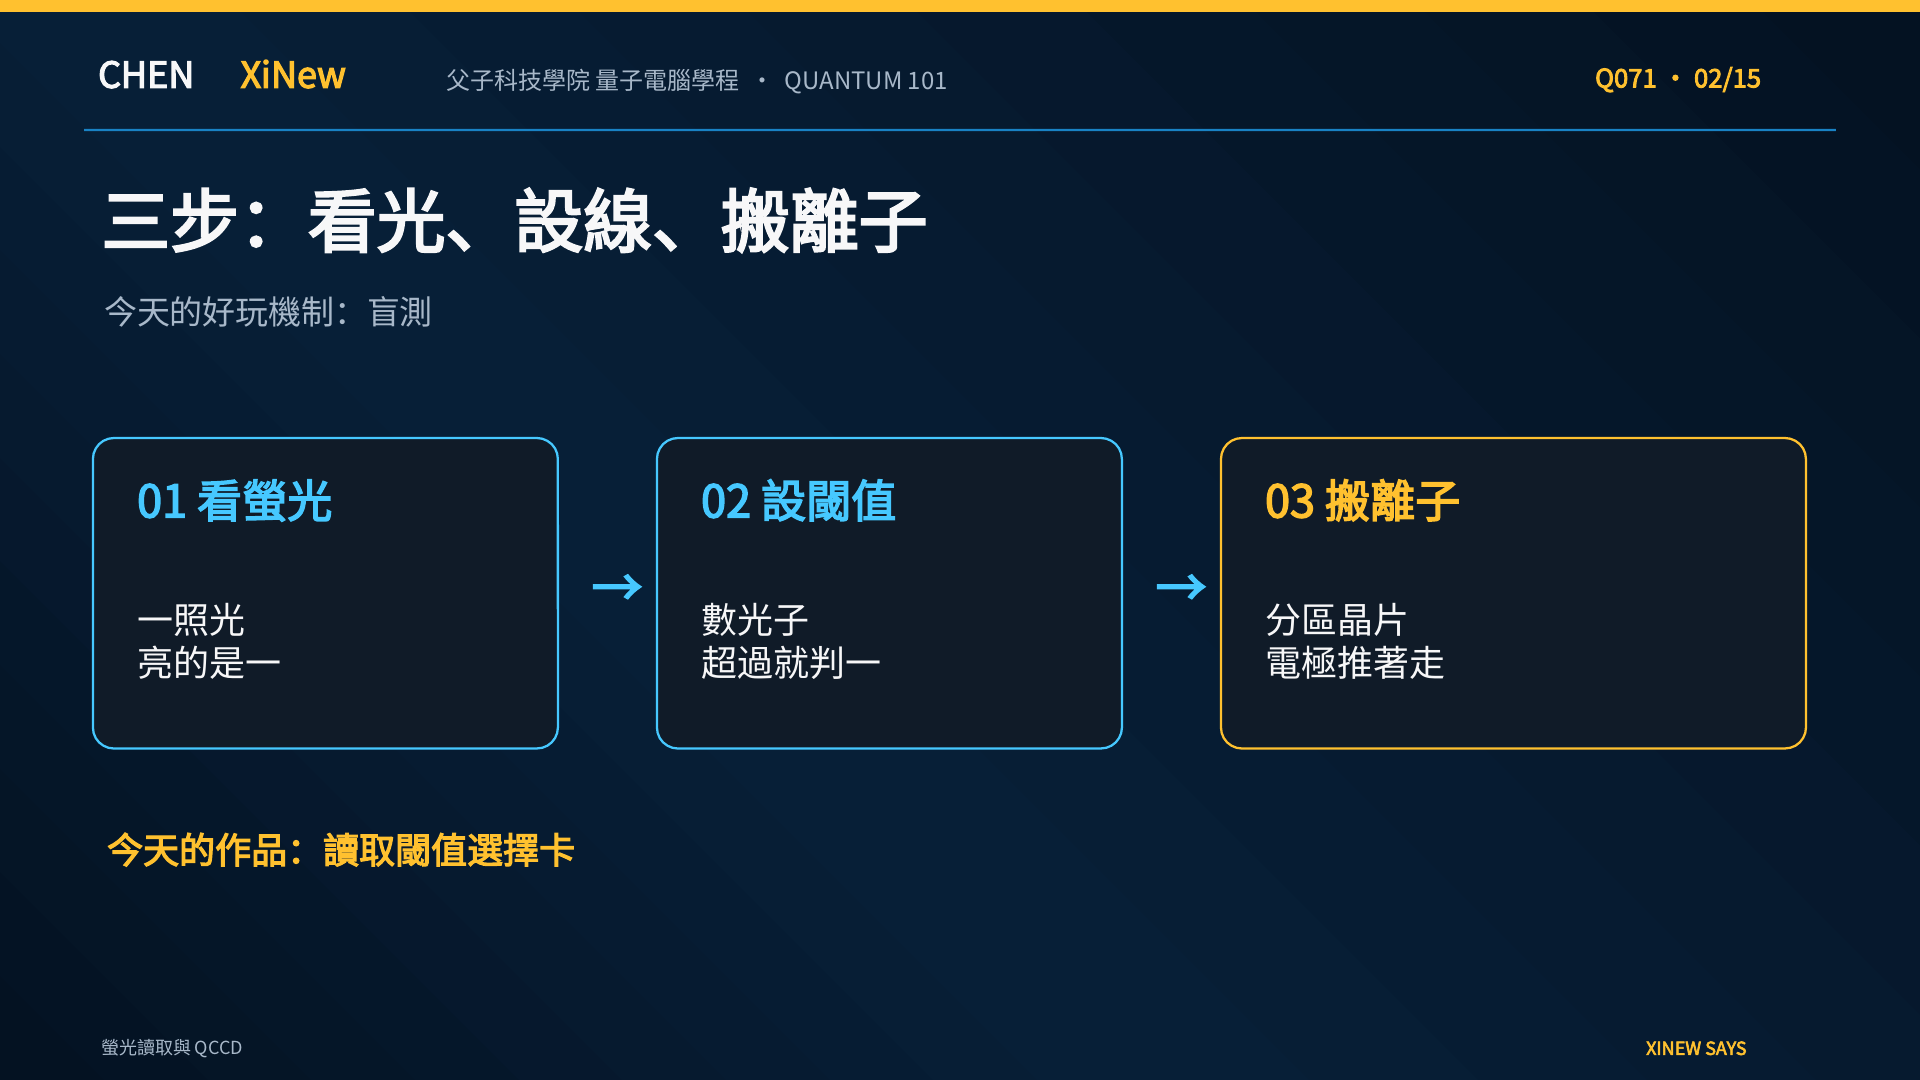 CHEN XiNew 父子科技學院 量子電腦學程 · QUANTUM 101 Q071 · 02/15
三步：看光、設線、搬離子
今天的好玩機制：盲測
01 看螢光
一照光
亮的是一
→
02 設閾值
數光子
超過就判一
→
03 搬離子
分區晶片
電極推著走
今天的作品：讀取閾值選擇卡
螢光讀取與 QCCD XINEW SAYS